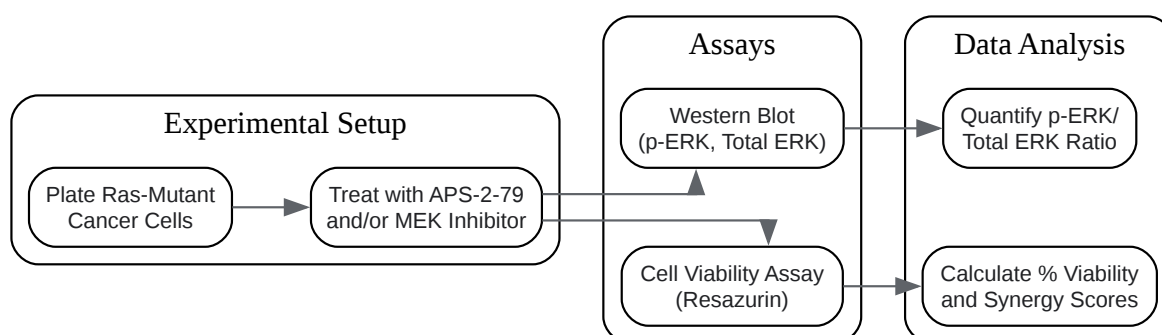 Experimental Setup
Plate Ras-Mutant
Cancer Cells
Treat with APS-2-79
and/or MEK Inhibitor
Assays
Western Blot
(p-ERK, Total ERK)
Cell Viability Assay
(Resazurin)
Data Analysis
Quantify p-ERK/
Total ERK Ratio
Calculate % Viability
and Synergy Scores